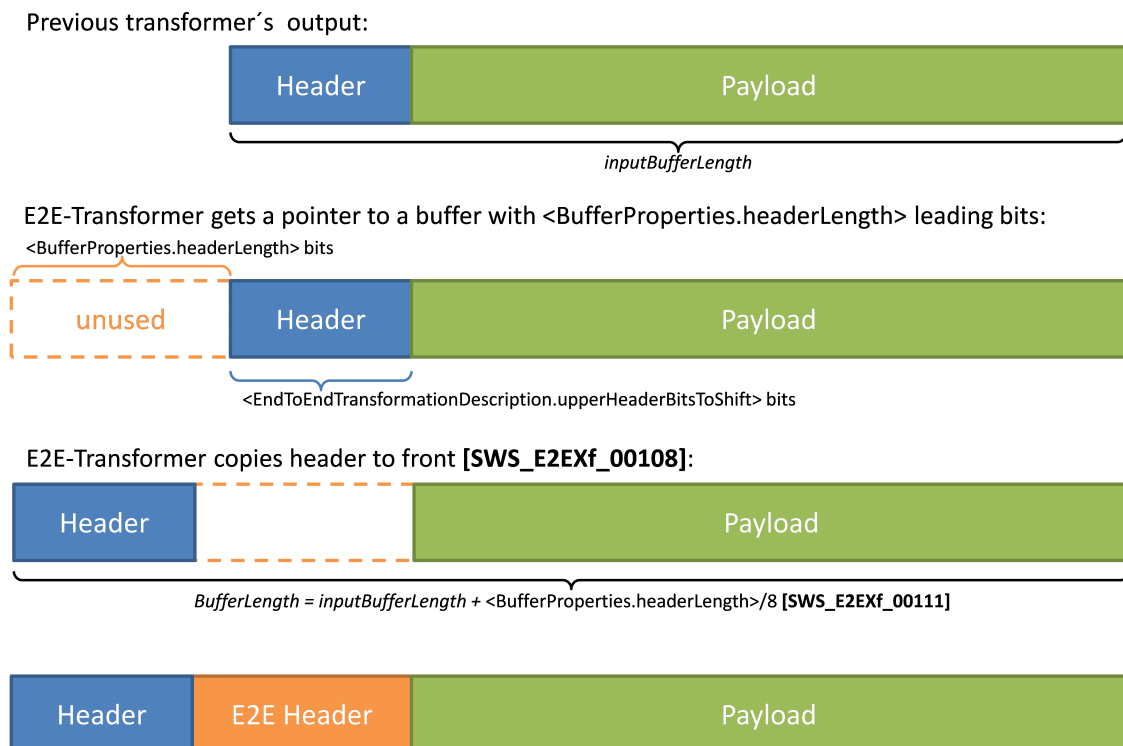 Previous transformer´s output:
Header
Payload
inputBufferLength
E2E-Transformer gets a pointer to a buffer with <BufferProperties.headerLength> leading bits:
<BufferProperties.headerLength> bits
unused
Header
Payload
<EndToEndTransformationDescription.upperHeaderBitsToShift> bits
E2E-Transformer copies header to front [SWS_E2EXf_00108]:
Header
Payload
BufferLength = inputBufferLength + <BufferProperties.headerLength>/8 [SWS_E2EXf_00111]
Header
E2E Header
Payload